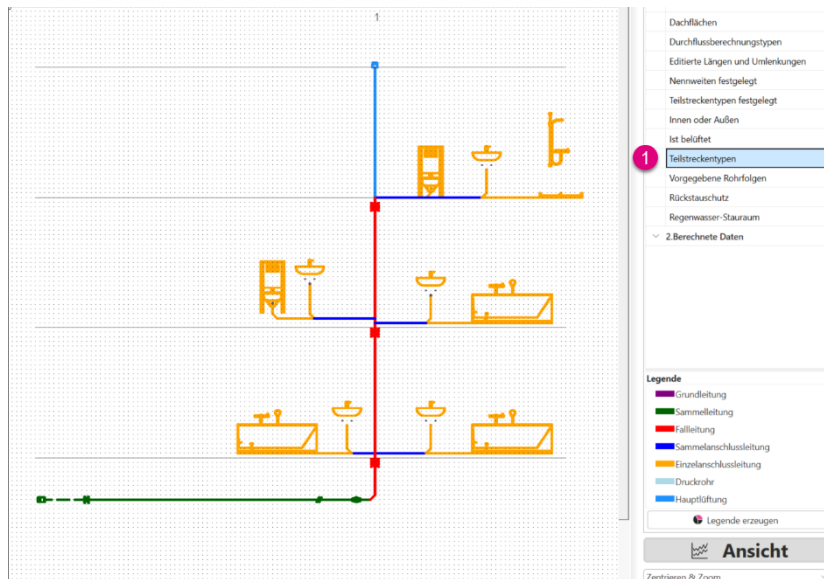 1
Dachflächen
Durchflussberechnungstypen
Editierte Längen und Umlenkungen
Nennweiten festgelegt
Teilstreckentypen festgelegt
Innen oder Außen
Ist belüftet
1
Teilstreckentypen
Vorgegebene Rohrfolgen
Rückstauschutz
Regenwasser-Stauraum
2.Berechnete Daten
Legende
Grundleitung
Sammelleitung
Fallleitung
Sammelanschlussleitung
Einzelanschlussleitung
Druckrohr
Hauptlüftung
Legende erzeugen
Ansicht
Zentrieren & Zoom